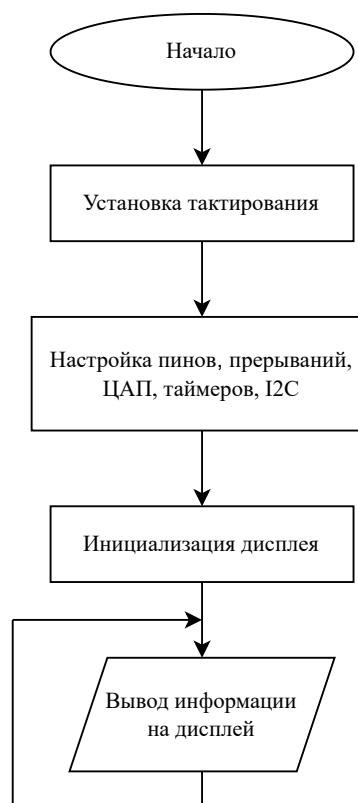 Начало
Установка тактирования
Настройка пинов, прерываний,
ЦАП, таймеров, I2C
Инициализация дисплея
Вывод информации
на дисплей